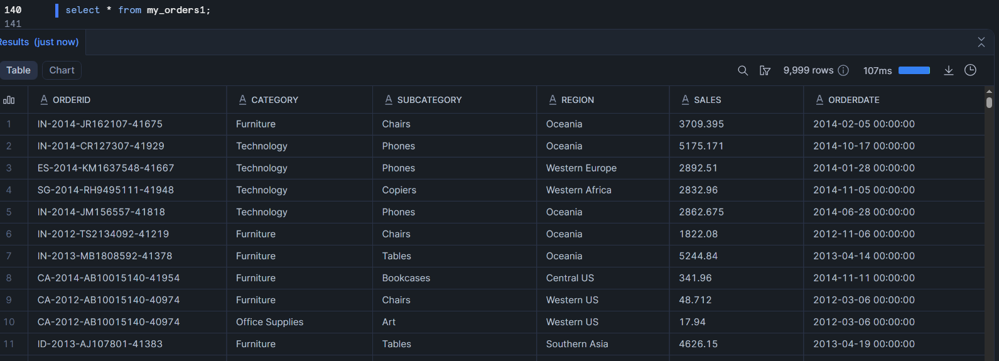 140 select * from my_orders1;
141
Results (just now)
Table Chart 9,999 rows 107ms
A ORDERID A CATEGORY A SUBCATEGORY A REGION A SALES A ORDERDATE
1 IN-2014-JR162107-41675 Furniture Chairs Oceania 3709.395 2014-02-05 00:00:00
2 IN-2014-CR127307-41929 Technology Phones Oceania 5175.171 2014-10-17 00:00:00
3 ES-2014-KM1637548-41667 Technology Phones Western Europe 2892.51 2014-01-28 00:00:00
4 SG-2014-RH9495111-41948 Technology Copiers Western Africa 2832.96 2014-11-05 00:00:00
5 IN-2014-JM156557-41818 Technology Phones Oceania 2862.675 2014-06-28 00:00:00
6 IN-2012-TS2134092-41219 Furniture Chairs Oceania 1822.08 2012-11-06 00:00:00
7 IN-2013-MB1808592-41378 Furniture Tables Oceania 5244.84 2013-04-14 00:00:00
8 CA-2014-AB10015140-41954 Furniture Bookcases Central US 341.96 2014-11-11 00:00:00
9 CA-2012-AB10015140-40974 Furniture Chairs Western US 48.712 2012-03-06 00:00:00
10 CA-2012-AB10015140-40974 Office Supplies Art Western US 17.94 2012-03-06 00:00:00
11 ID-2013-AJ107801-41383 Furniture Tables Southern Asia 4626.15 2013-04-19 00:00:00